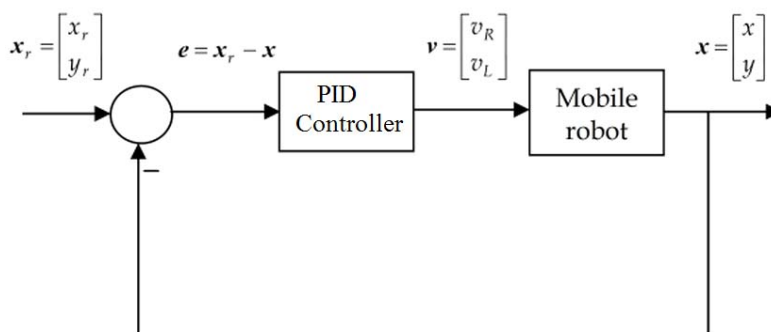 x_r = [x_r y_r]
e = x_r − x
PID
Controller
v = [v_R v_L]
Mobile
robot
x = [x y]
−